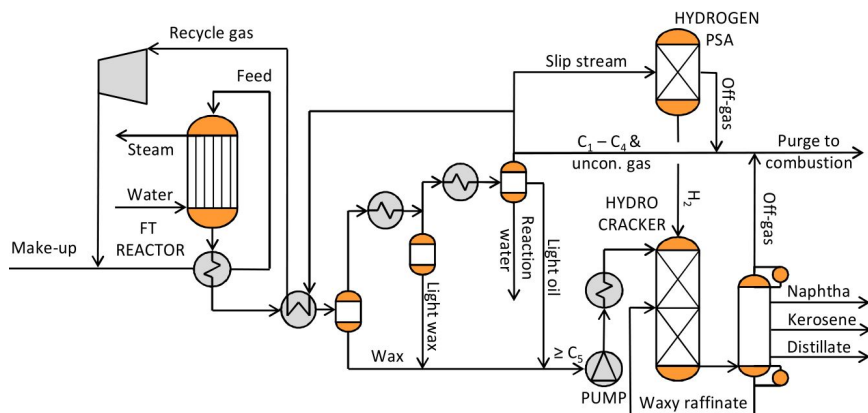 HYDROGEN
PSA
Recycle gas
Feed
Slip stream
Off-gas
Steam
C₁ – C₄ &
uncon. gas
Purge to
combustion
Water
H₂
HYDRO
CRACKER
Off-gas
FT
REACTOR
Reaction
water
Light oil
Make-up
Light wax
Naphtha
Kerosene
Wax
≥ C₅
Distillate
PUMP
Waxy raffinate